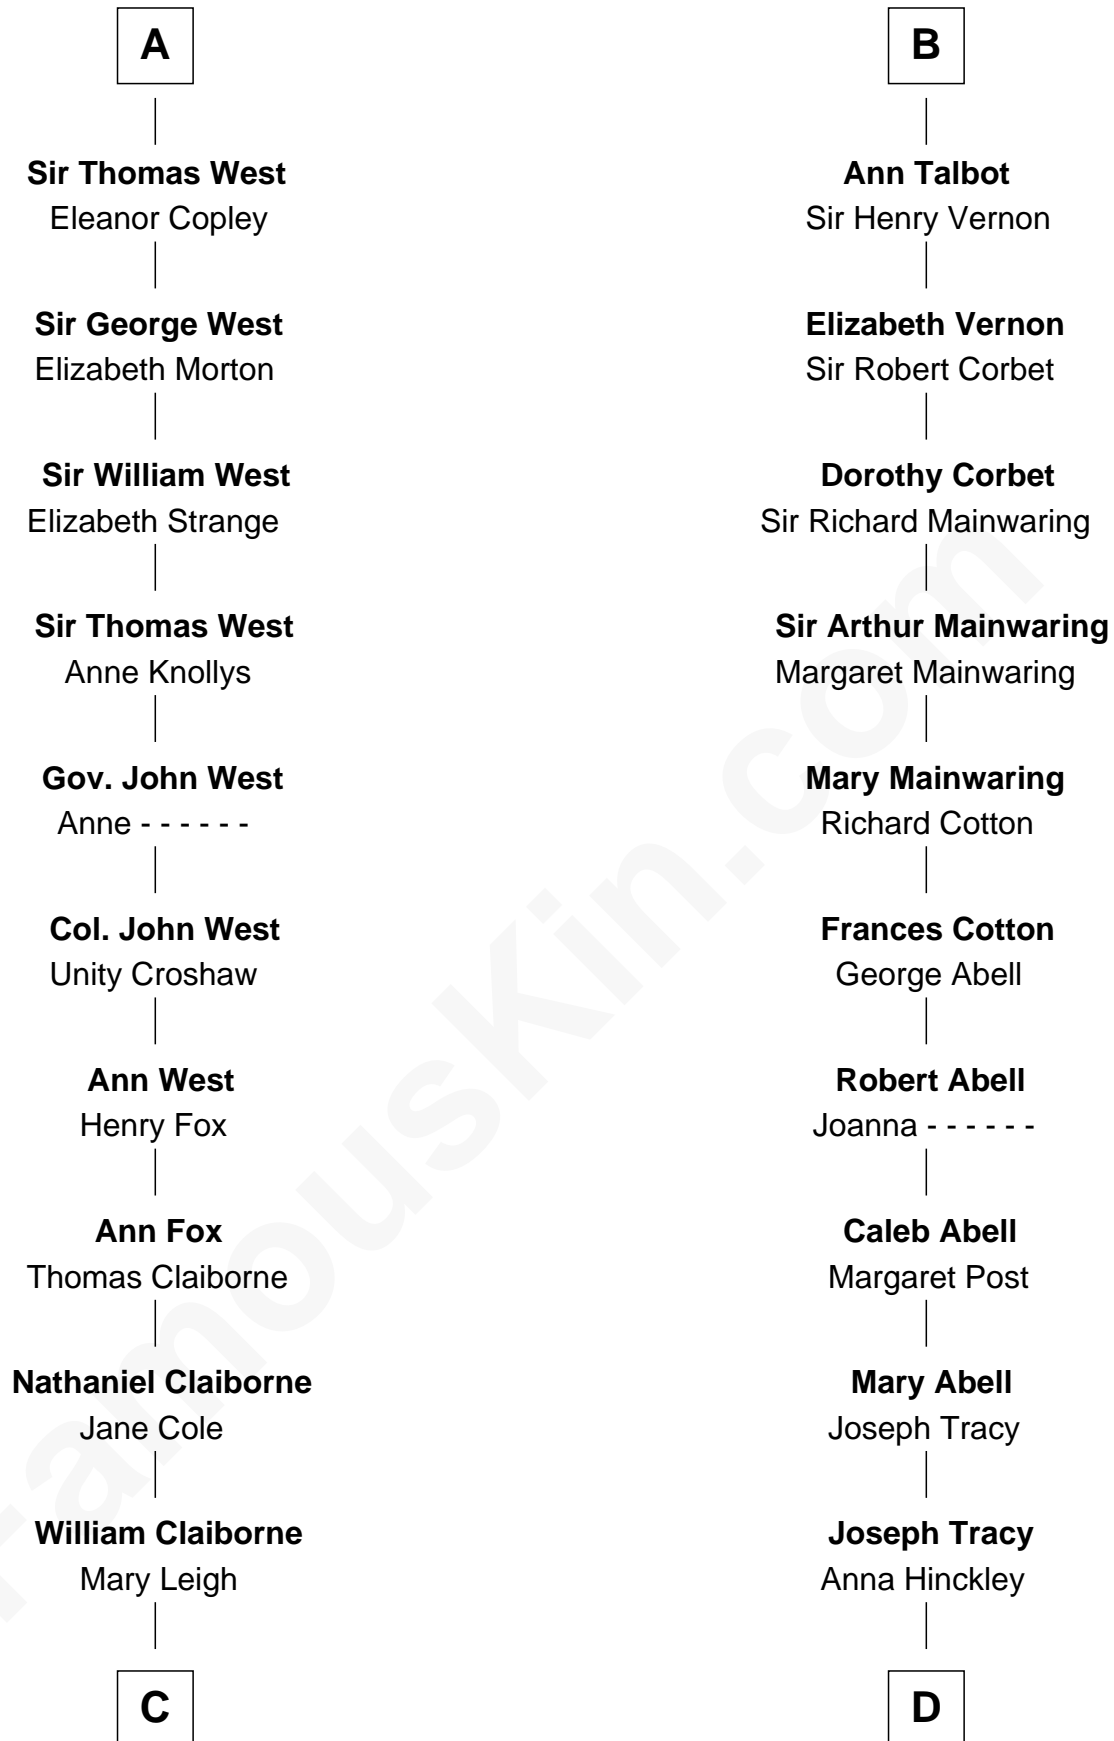 A
Sir Thomas West
Eleanor Copley
Sir George West
Elizabeth Morton
Sir William West
Elizabeth Strange
Sir Thomas West
Anne Knollys
Gov. John West
Anne - - - - - -
Col. John West
Unity Croshaw
Ann West
Henry Fox
Ann Fox
Thomas Claiborne
Nathaniel Claiborne
Jane Cole
William Claiborne
Mary Leigh
C
B
Ann Talbot
Sir Henry Vernon
Elizabeth Vernon
Sir Robert Corbet
Dorothy Corbet
Sir Richard Mainwaring
Sir Arthur Mainwaring
Margaret Mainwaring
Mary Mainwaring
Richard Cotton
Frances Cotton
George Abell
Robert Abell
Joanna - - - - - -
Caleb Abell
Margaret Post
Mary Abell
Joseph Tracy
Joseph Tracy
Anna Hinckley
D
FamousKin.com